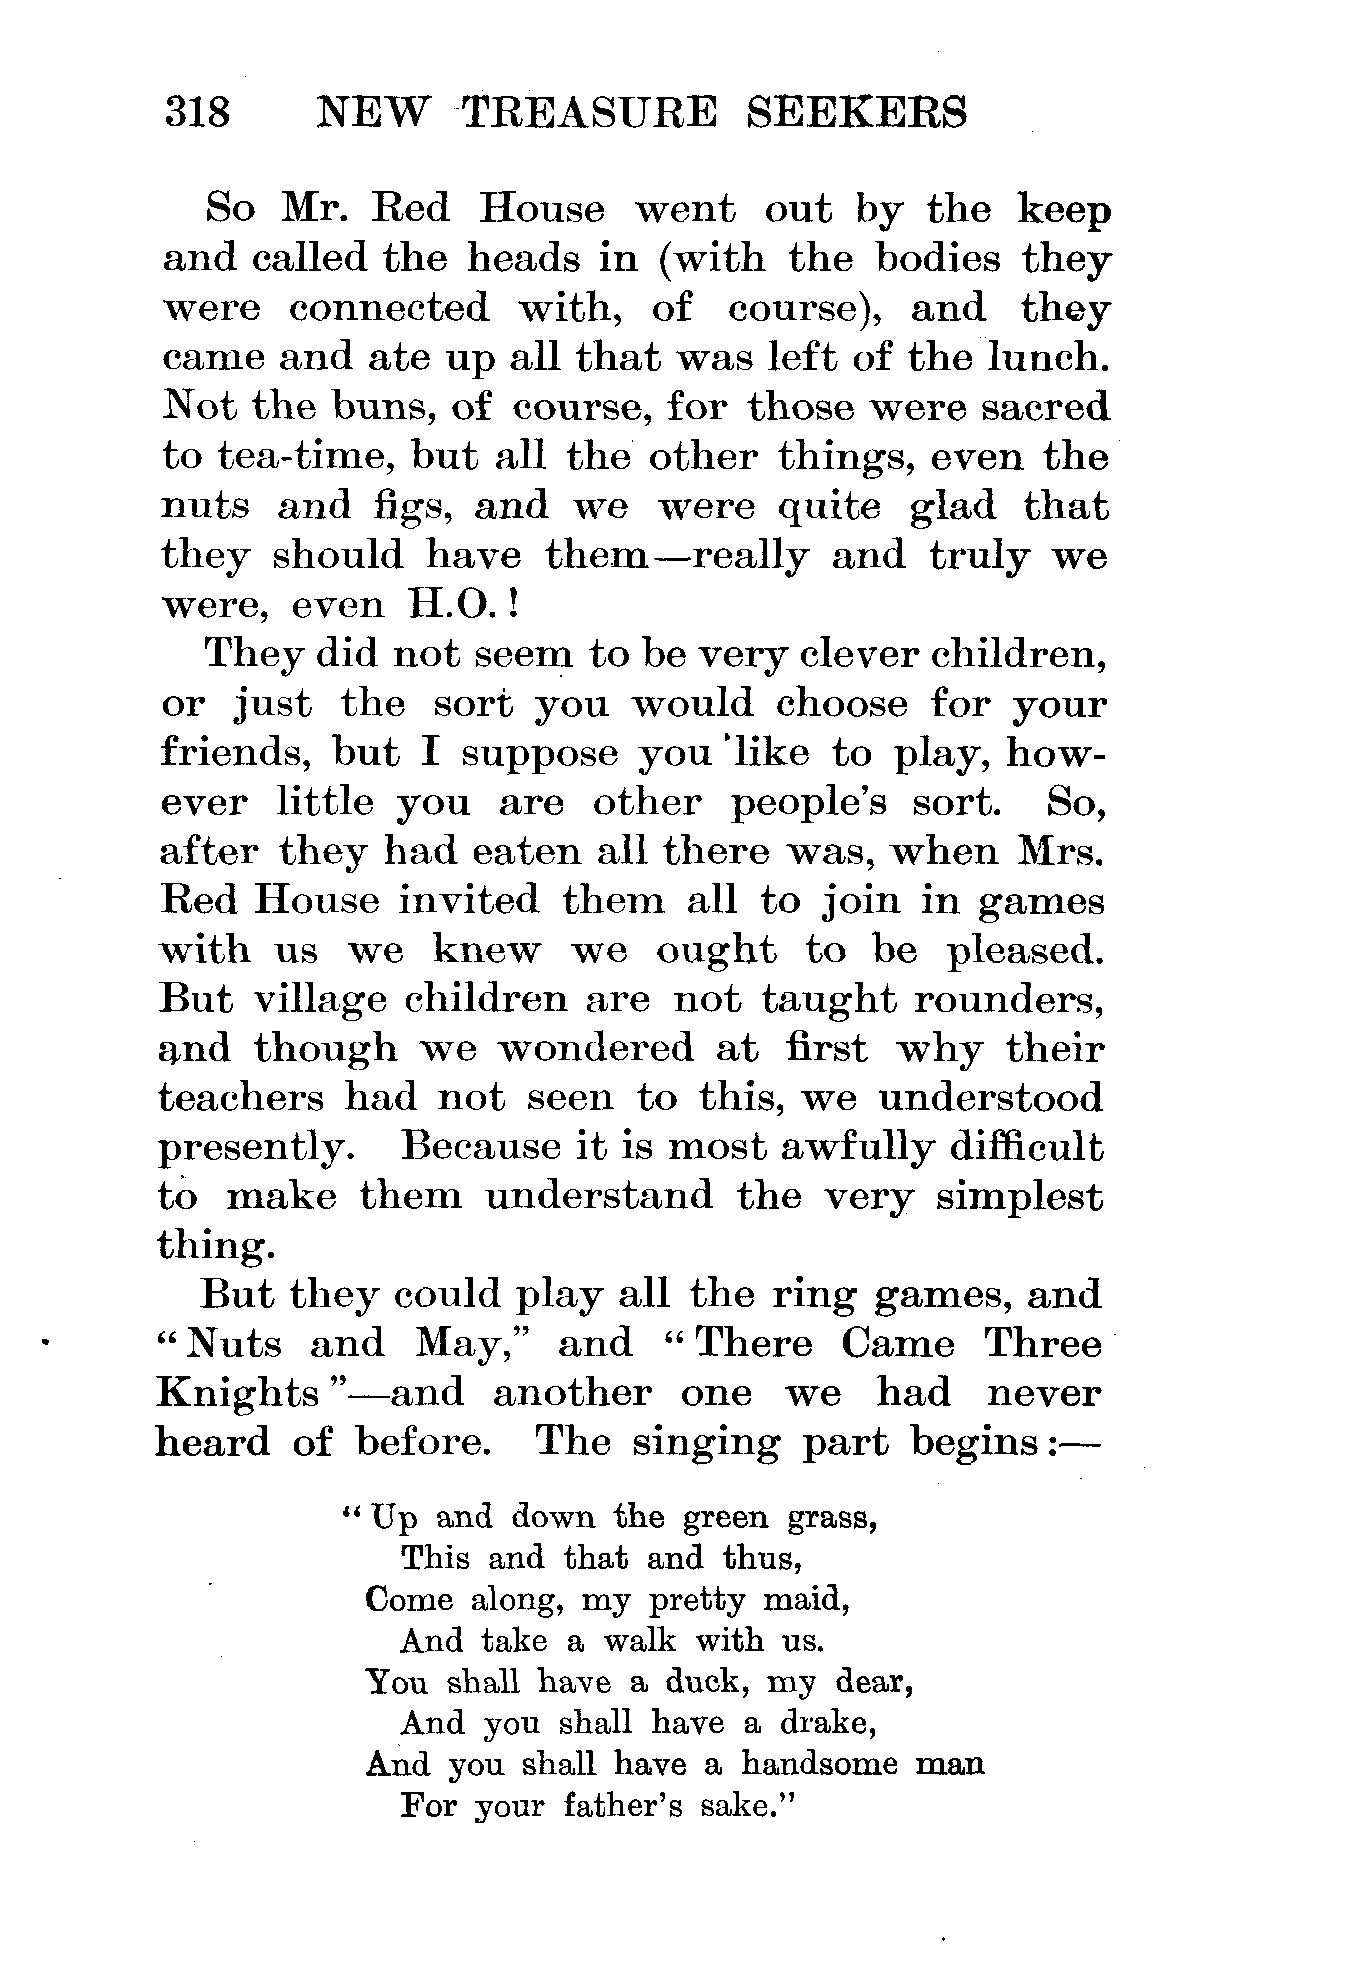 318 NEW TREASURE SEEKERS
So Mr. Red House went out by the keep
and called the heads in (with the bodies they
were connected with, of course), and they
came and ate up all that was left of the lunch.
Not the buns, of course, for those were sacred
to tea-time, but all the other things, even the
nuts and figs, and we were quite glad that
they should have them—really and truly we
were, even H.O.!
They did not seem to be very clever children,
or just the sort you would choose for your
friends, but I suppose you like to play, how-
ever little you are other people's sort. So,
after they had eaten all there was, when Mrs.
Red House invited them all to join in games
with us we knew we ought to be pleased.
But village children are not taught rounders,
and though we wondered at first why their
teachers had not seen to this, we understood
presently. Because it is most awfully difficult
to make them understand the very simplest
thing.
But they could play all the ring games, and
“Nuts and May,” and “There Came Three
Knights”—and another one we had never
heard of before. The singing part begins:—
“Up and down the green grass,
This and that and thus,
Come along, my pretty maid,
And take a walk with us.
You shall have a duck, my dear,
And you shall have a drake,
And you shall have a handsome man
For your father's sake.”